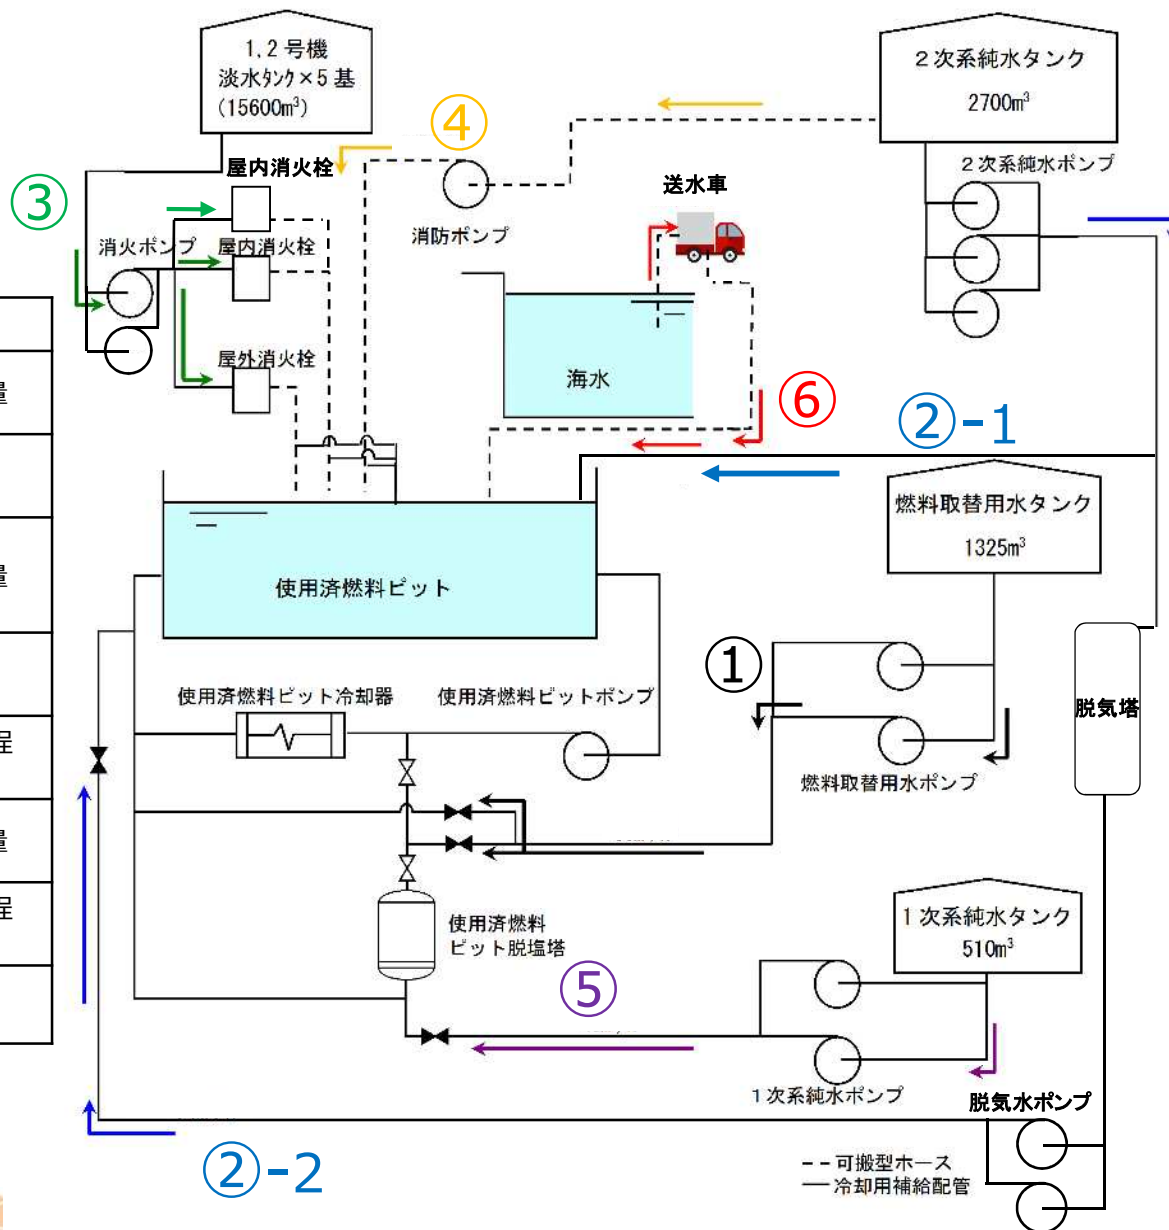 1,2号機
淡水タンク×5基
(15600m³)
2次系純水タンク
2700m³
④
屋内消火栓
2次系純水ポンプ
送水車
③
消火ポンプ
屋内消火栓
消防ポンプ
屋外消火栓
海水
⑥
②-1
量
燃料取替用水タンク
1325m³
使用済燃料ピット
量
①
使用済燃料ピット冷却器
使用済燃料ピットポンプ
脱気塔
程
燃料取替用水ポンプ
量
程
使用済燃料
ピット脱塩塔
1次系純水タンク
510m³
⑤
1次系純水ポンプ
脱気水ポンプ
②-2
--可搬型ホース
—冷却用補給配管